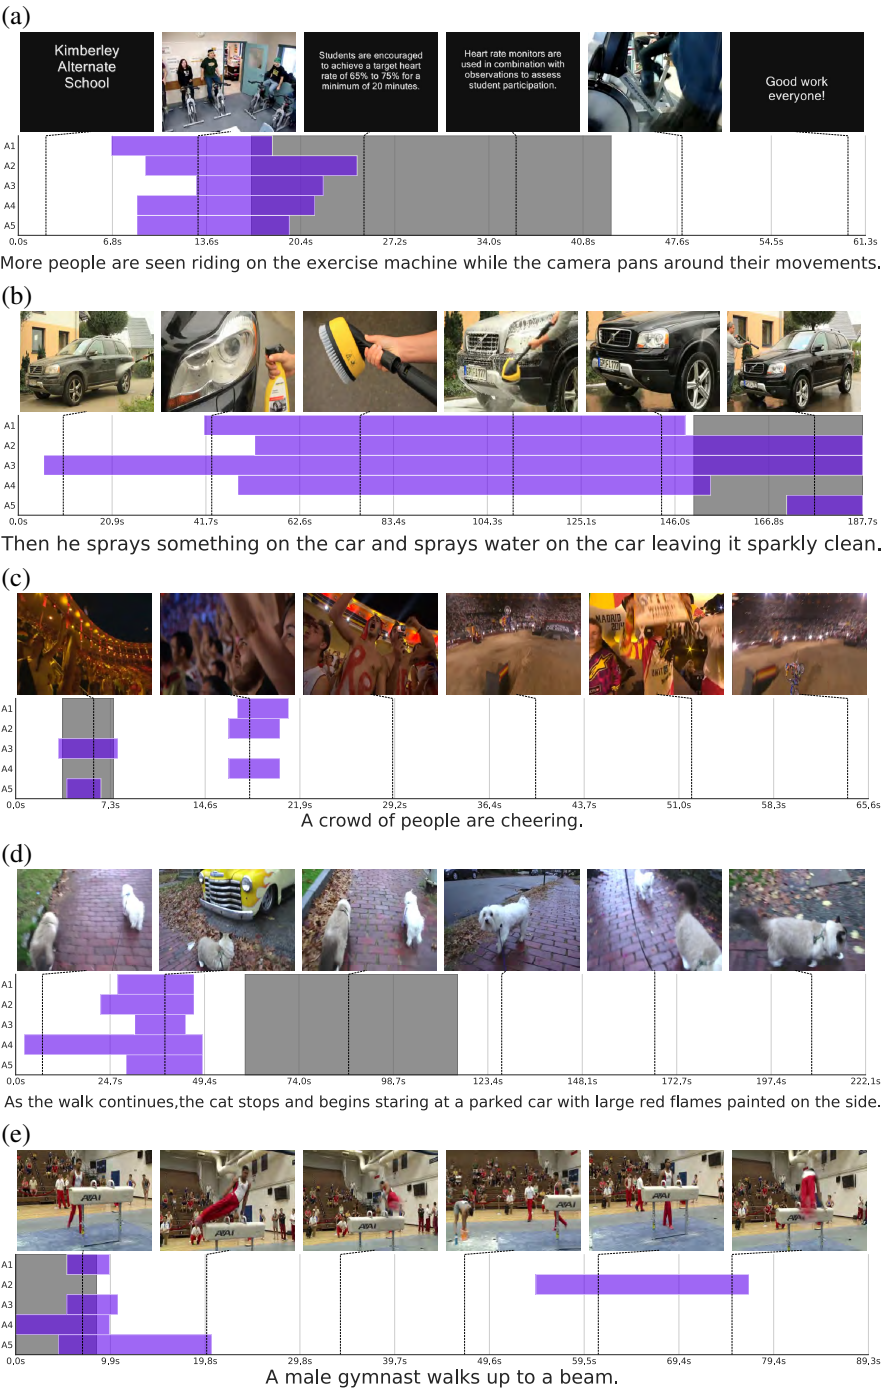 (a)
Kimberley
Alternate
School
Students are encouraged
to achieve a target heart
rate of 65% to 75% for a
minimum of 20 minutes.
Heart rate monitors are
used in combination with
observations to assess
student participation.
Good work
everyone!
A1
A2
A3
A4
A5
0.0s 6.8s 13.6s 20.4s 27.2s 34.0s 40.8s 47.6s 54.5s 61.3s
More people are seen riding on the exercise machine while the camera pans around their movements.
(b)
A1
A2
A3
A4
A5
0.0s 20.9s 41.7s 62.6s 83.4s 104.3s 125.1s 146.0s 166.8s 187.7s
Then he sprays something on the car and sprays water on the car leaving it sparkly clean.
(c)
MADRID
A1
A2
A3
A4
A5
0,0s 7,3s 14,6s 21,9s 29,2s 36,4s 43,7s 51,0s 58,3s 65,6s
A crowd of people are cheering.
(d)
A1
A2
A3
A4
A5
0,0s 24,7s 49,4s 74,0s 98,7s 123,4s 148,1s 172,7s 197,4s 222,1s
As the walk continues,the cat stops and begins staring at a parked car with large red flames painted on the side.
(e)
AAI AAI AAI AAI AAI AAI
A1
A2
A3
A4
A5
0,0s 9,9s 19,8s 29,8s 39,7s 49,6s 59,5s 69,4s 79,4s 89,3s
A male gymnast walks up to a beam.